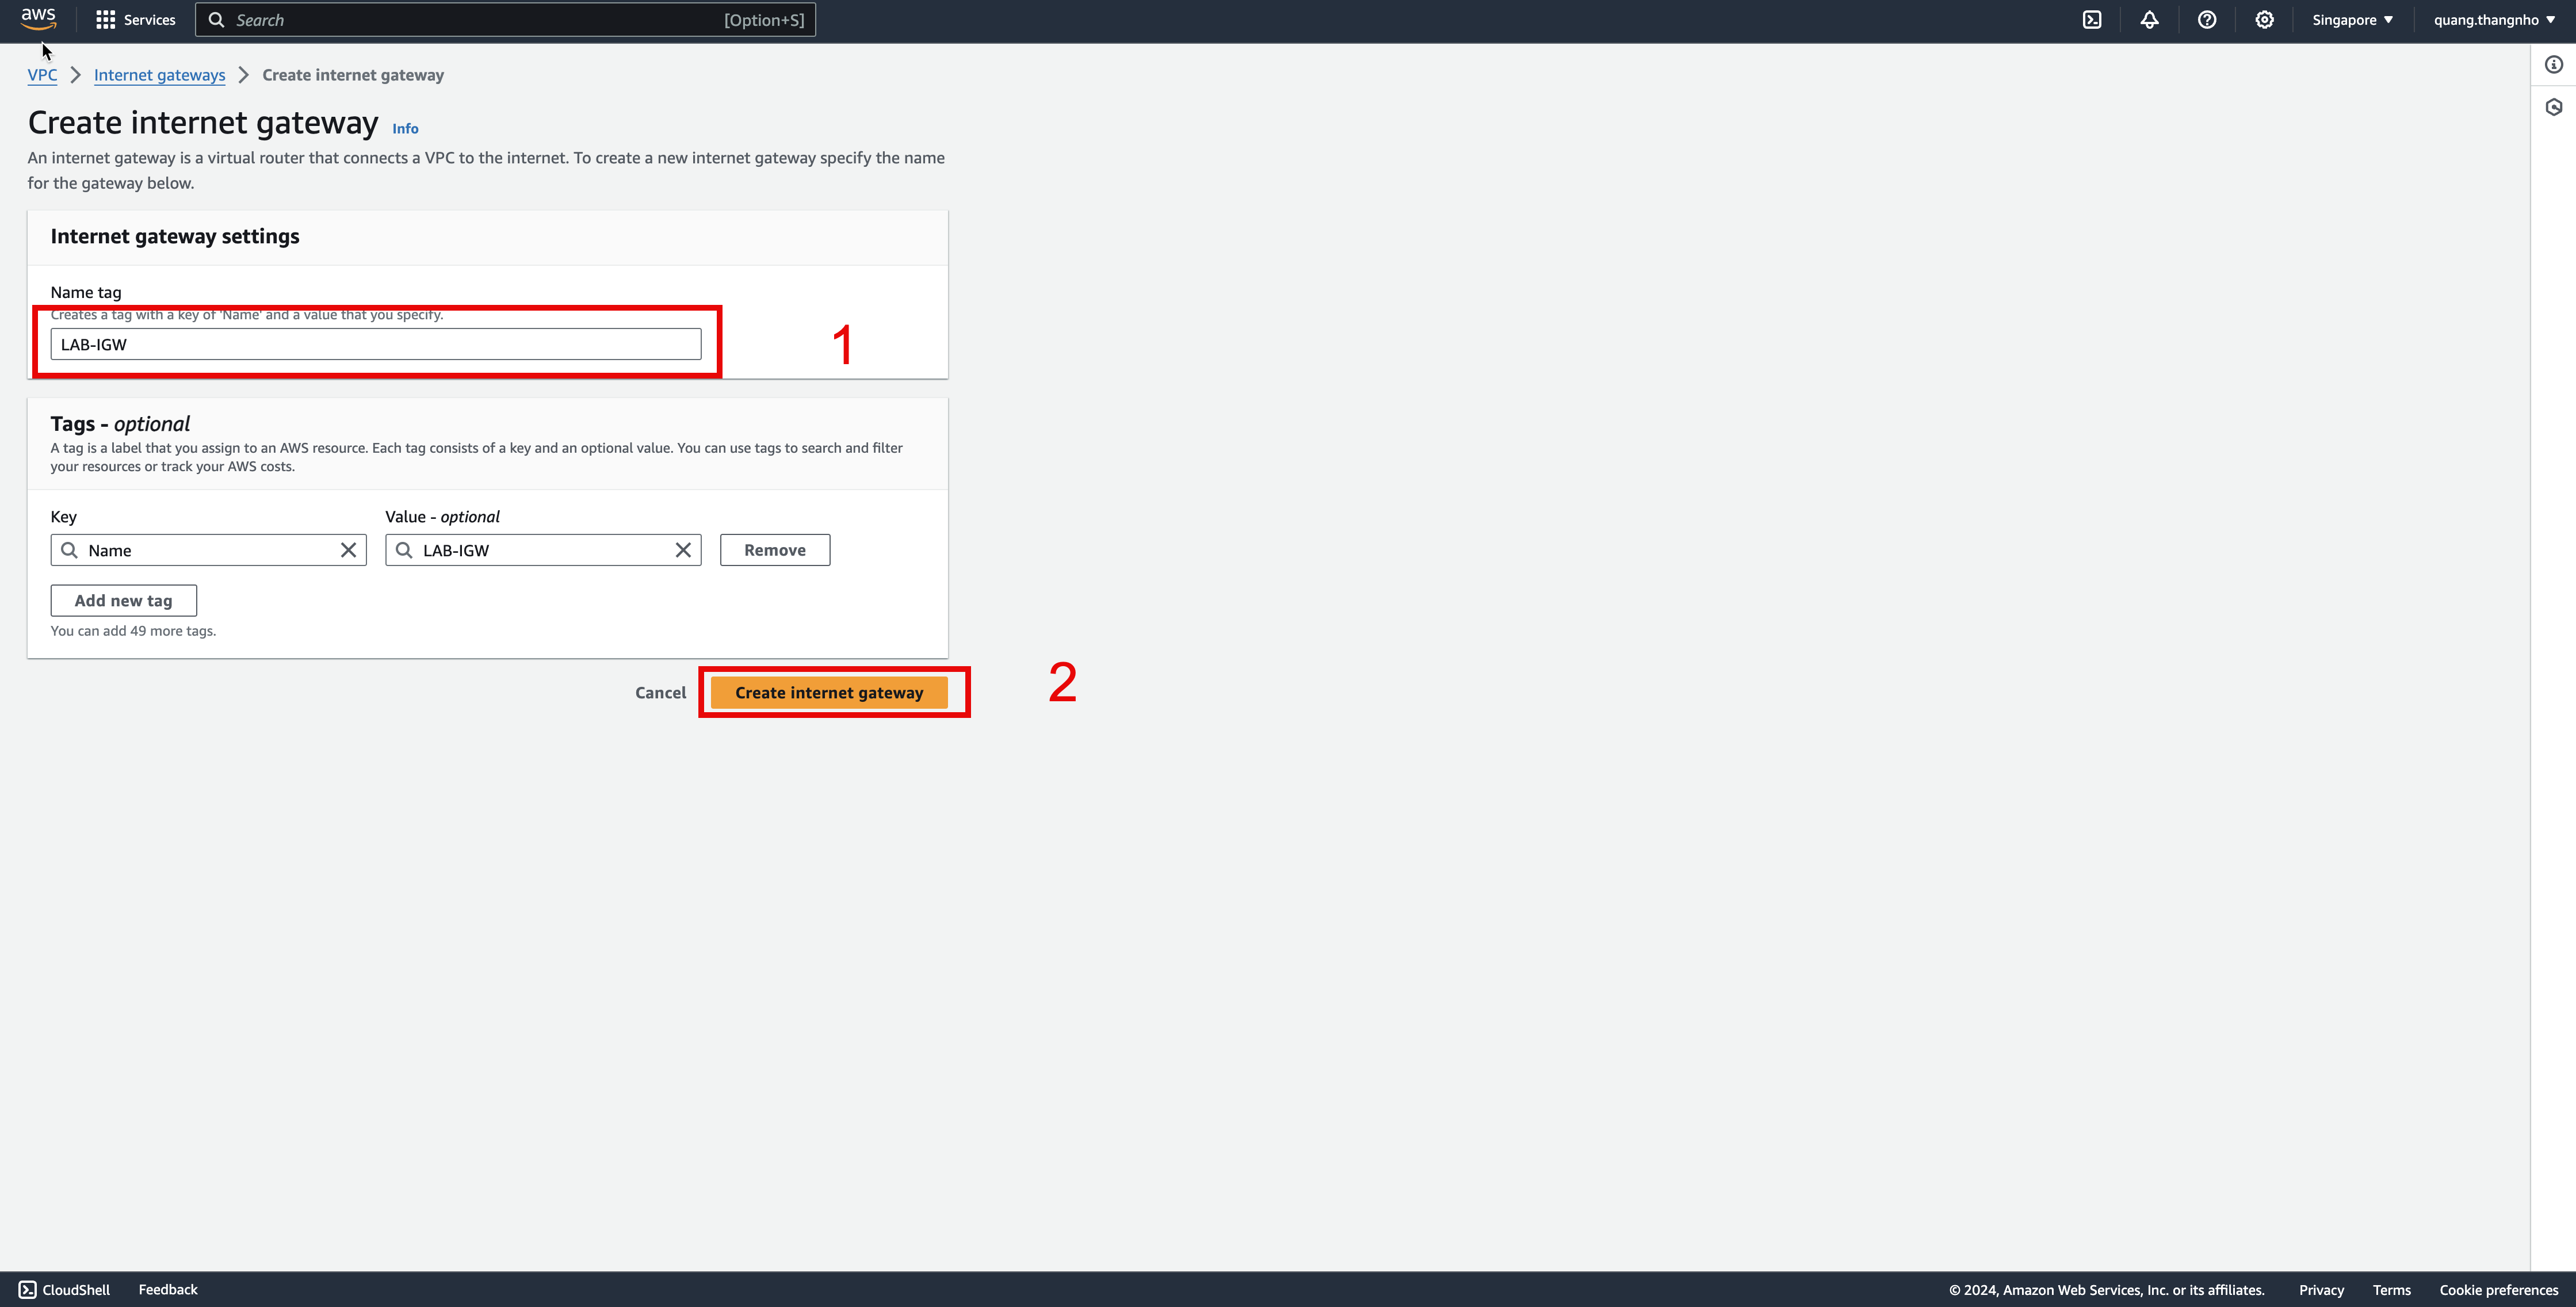 aws Services Search [Option+S] Singapore quang.thangnho
VPC Internet gateways Create internet gateway
Create internet gateway Info
An internet gateway is a virtual router that connects a VPC to the internet. To create a new internet gateway specify the name
for the gateway below.
Internet gateway settings
Name tag
Creates a tag with a key of 'Name' and a value that you specify.
LAB-IGW
1
Tags - optional
A tag is a label that you assign to an AWS resource. Each tag consists of a key and an optional value. You can use tags to search and filter
your resources or track your AWS costs.
Key Value - optional
Name LAB-IGW Remove
Add new tag
You can add 49 more tags.
Cancel Create internet gateway 2
CloudShell Feedback © 2024, Amazon Web Services, Inc. or its affiliates. Privacy Terms Cookie preferences